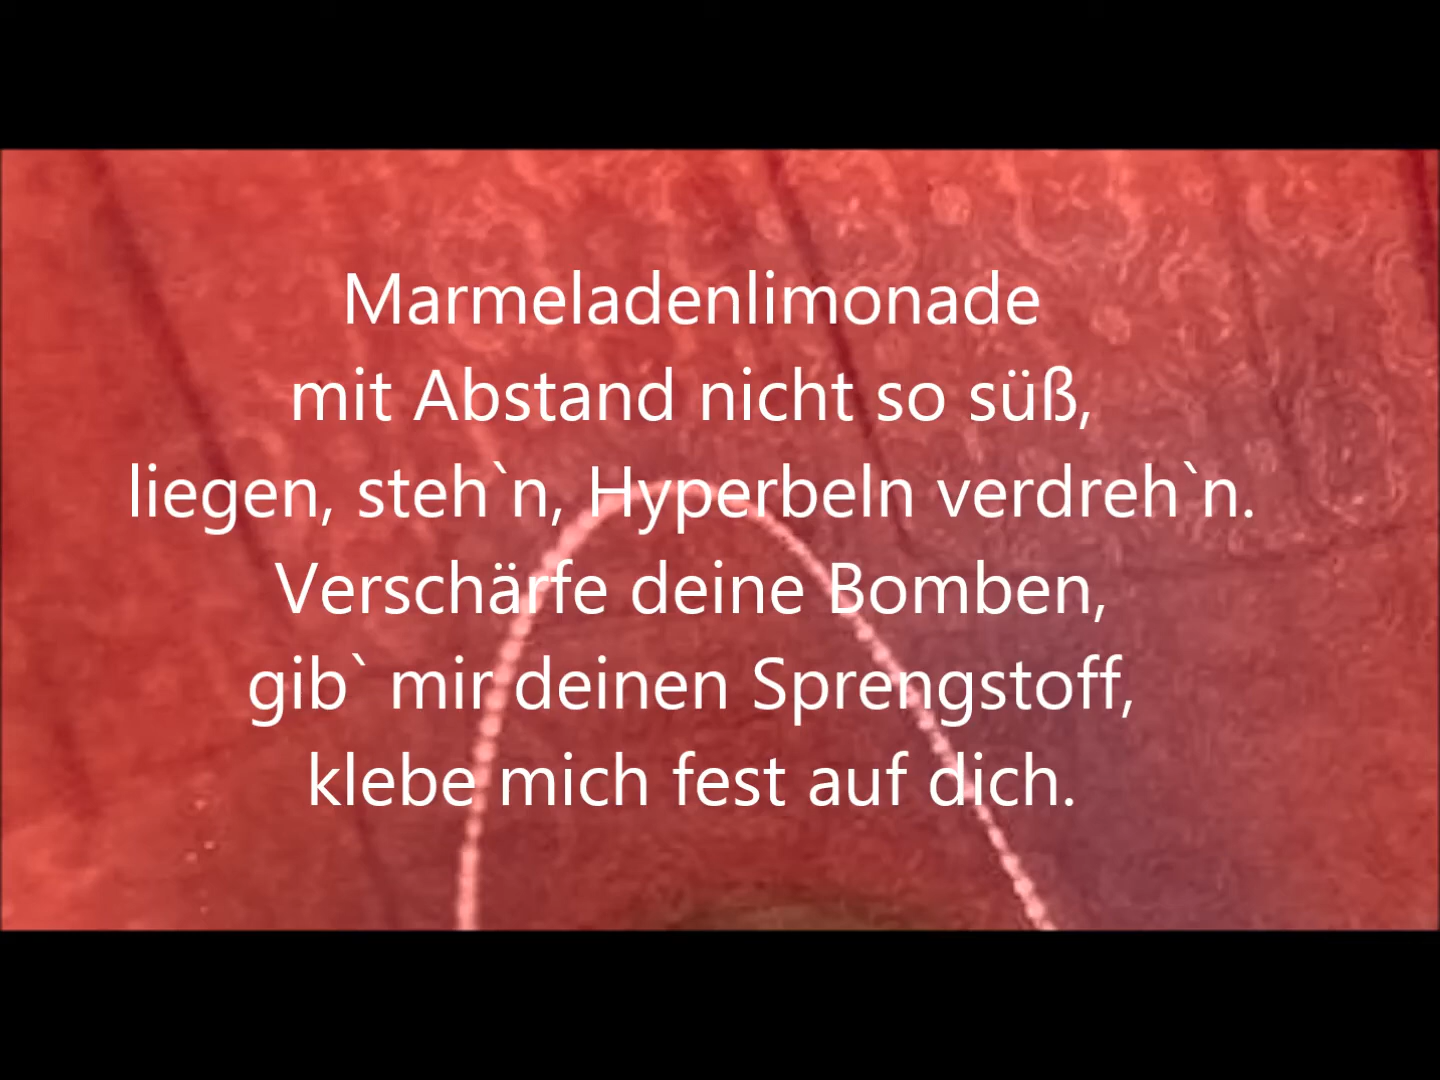 Marmeladenlimonade
mit Abstand nicht so süß,
liegen, steh`n, Hyperbeln verdreh`n.
Verschärfe deine Bomben,
gib` mir deinen Sprengstoff,
klebe mich fest auf dich.